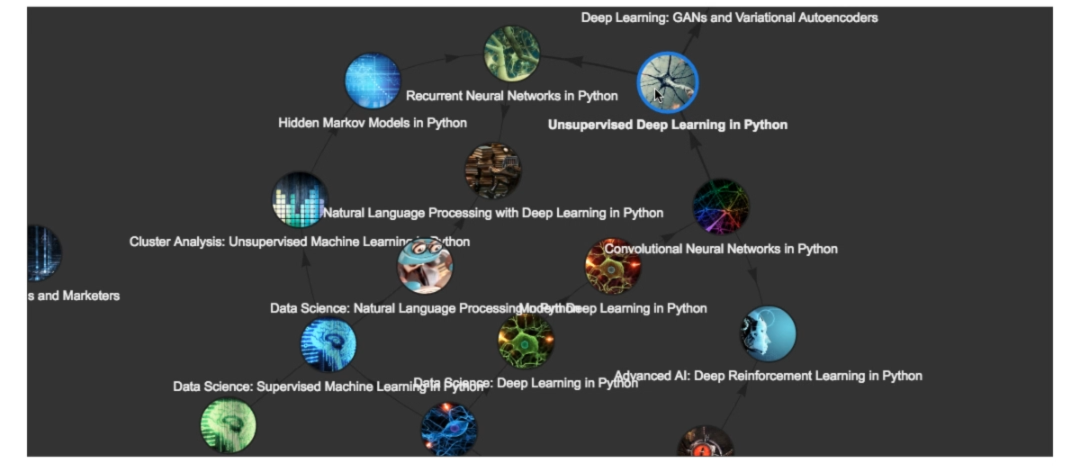 Deep Learning: GANs and Variational Autoencoders
Recurrent Neural Networks in Python
Hidden Markov Models in Python
Unsupervised Deep Learning in Python
Natural Language Processing with Deep Learning in Python
Cluster Analysis: Unsupervised Machine Learning in Python
Convolutional Neural Networks in Python
s and Marketers
Data Science: Natural Language Processing in Python
Modern Deep Learning in Python
Data Science: Supervised Machine Learning in Python
Data Science: Deep Learning in Python
Advanced AI: Deep Reinforcement Learning in Python